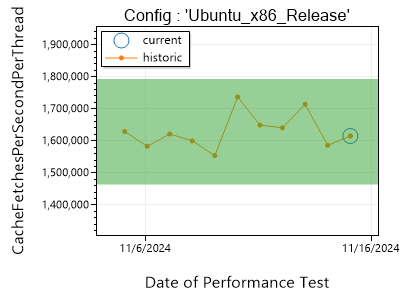 Config : 'Ubuntu_x86_Release'
current
historic
CacheFetchesPerSecondPerThread
1,900,000
1,800,000
1,700,000
1,600,000
1,500,000
1,400,000
11/6/2024
11/16/2024
Date of Performance Test